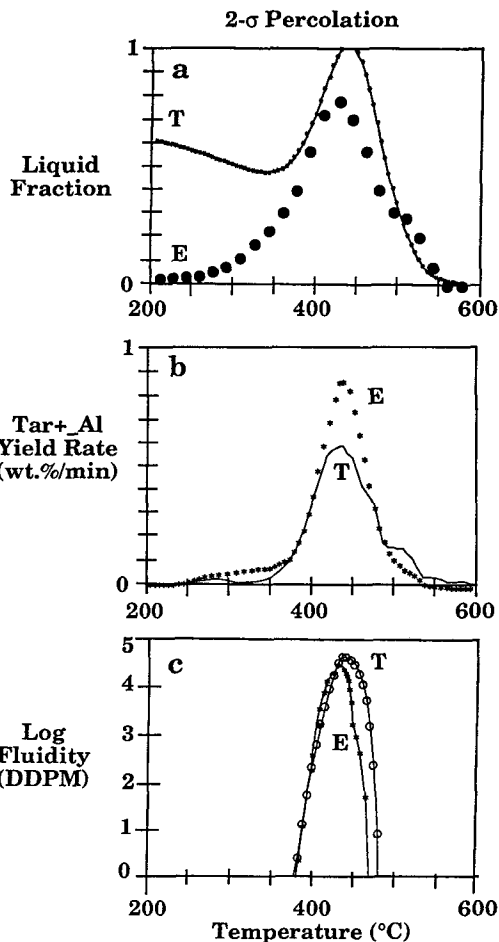 2-σ Percolation
1
a
T
Liquid
Fraction
E
0
200
400
600
1
b
E
Tar+_Al
Yield Rate
(wt.%/min)
T
0
200
400
600
5
c
T
4
Log
Fluidity
(DDPM)
3
E
2
1
0
200
400
600
Temperature (°C)